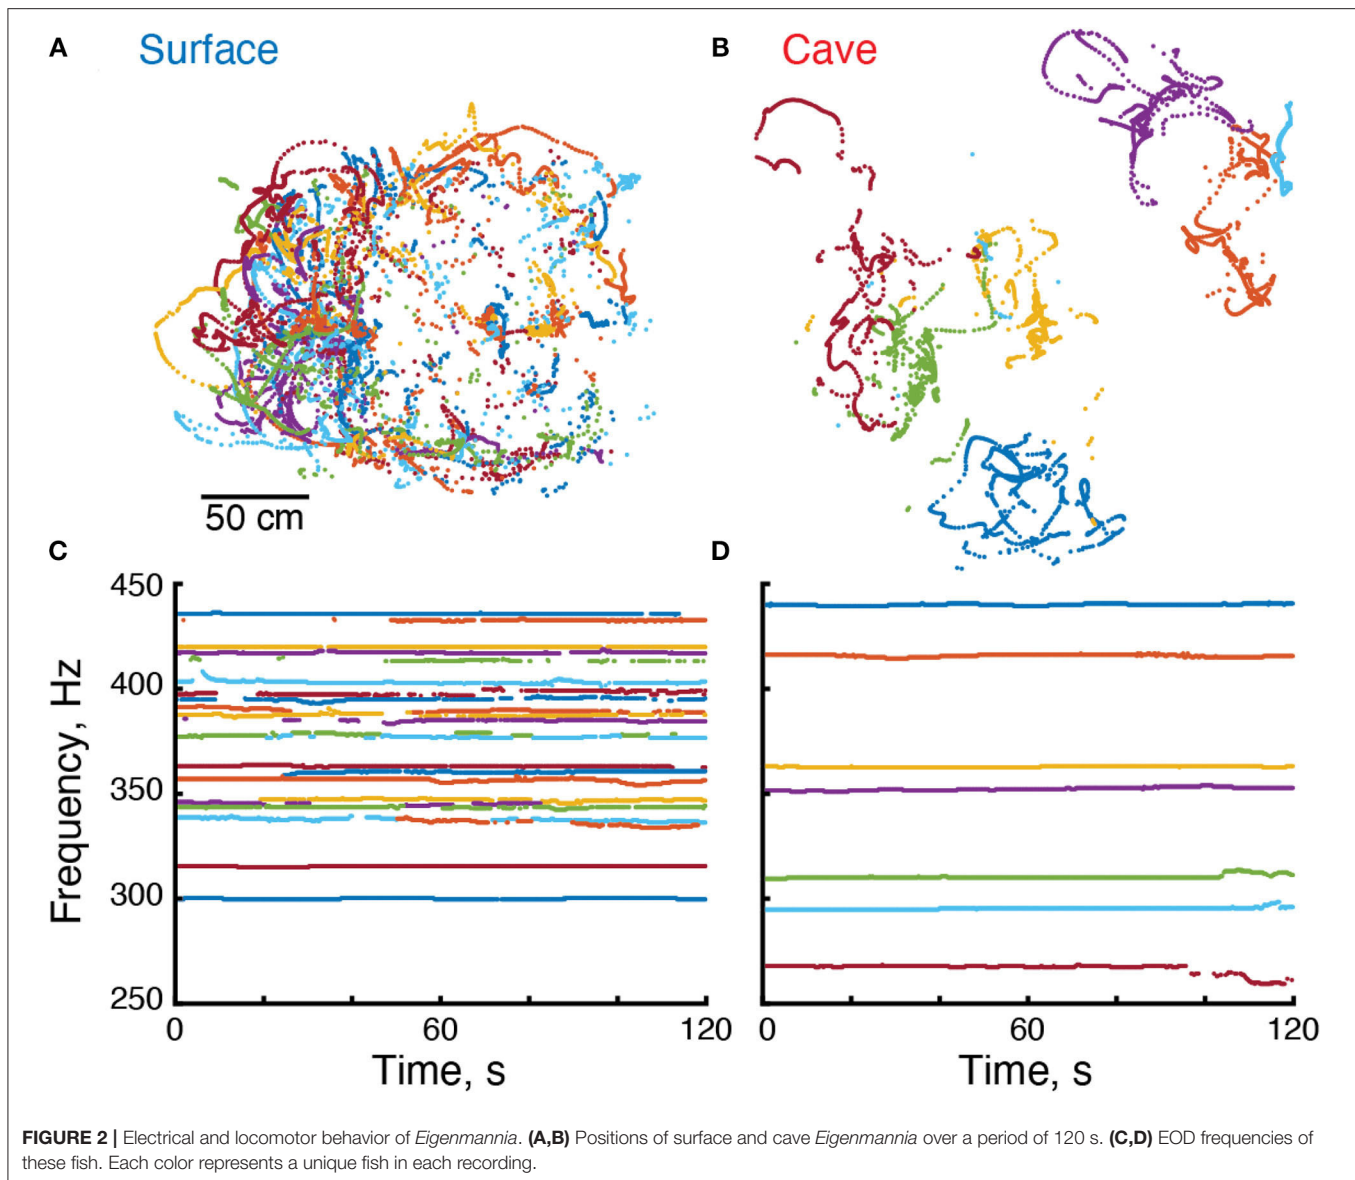 A
Surface
B
Cave
50 cm
C
D
450
400
350
300
250
Frequency, Hz
0
60
120
Time, s
0
60
120
Time, s
FIGURE 2 | Electrical and locomotor behavior of Eigenmannia. (A,B) Positions of surface and cave Eigenmannia over a period of 120 s. (C,D) EOD frequencies of
these fish. Each color represents a unique fish in each recording.